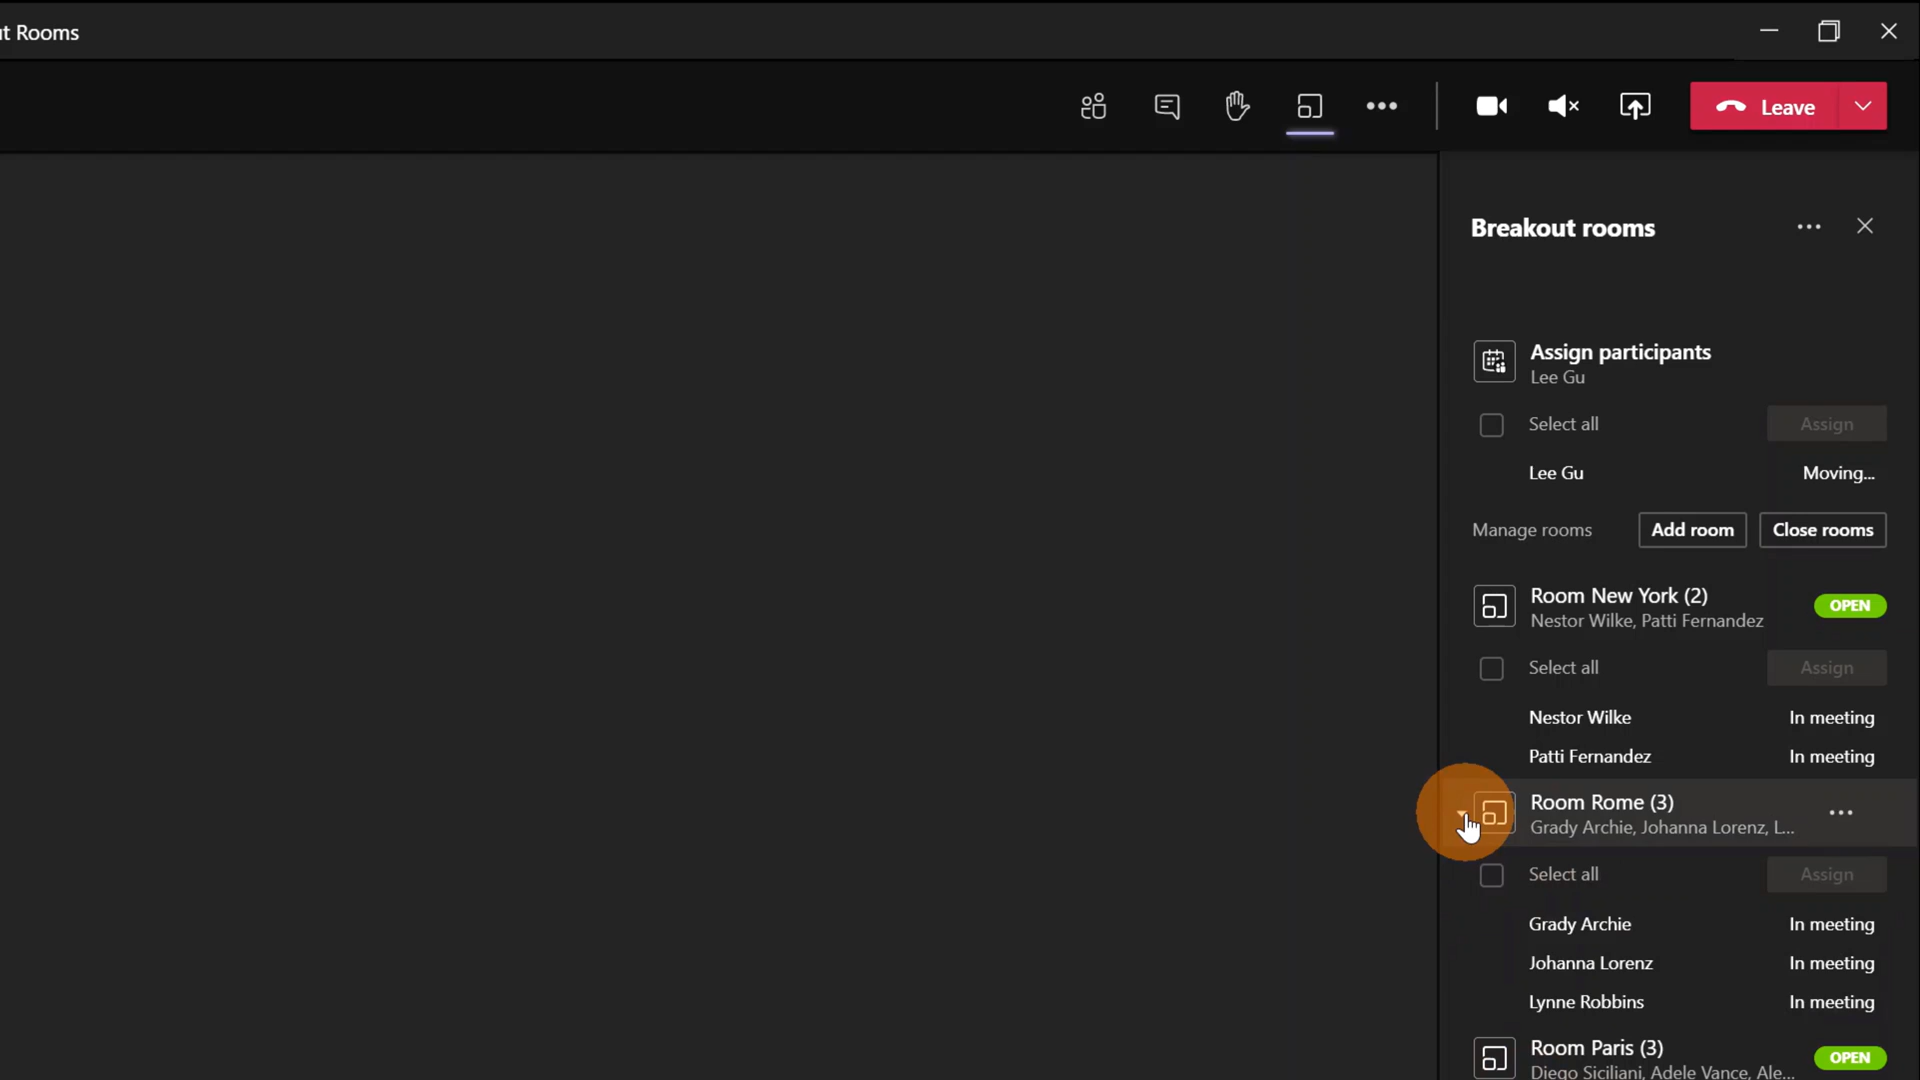 t Rooms
Leave
Breakout rooms
Assign participants
Lee Gu
Select all Assign
Lee Gu Moving...
Manage rooms Add room Close rooms
Room New York (2) OPEN
Nestor Wilke, Patti Fernandez
Select all Assign
Nestor Wilke In meeting
Patti Fernandez In meeting
Room Rome (3)
Grady Archie, Johanna Lorenz, L...
Select all Assign
Grady Archie In meeting
Johanna Lorenz In meeting
Lynne Robbins In meeting
Room Paris (3) OPEN
Diego Siciliani, Adele Vance, Ale...